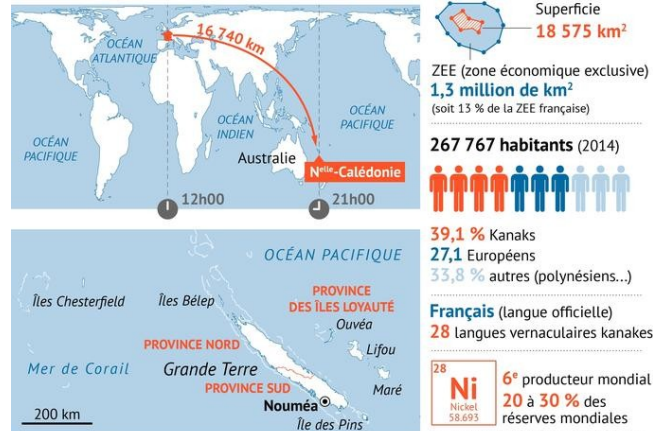 OCÉAN
ATLANTIQUE
16 740 km
OCÉAN
PACIFIQUE
OCÉAN
INDIEN
OCÉAN
PACIFIQUE
Australie
Nelle-Calédonie
12h00
21h00
Superficie
18 575 km²
ZEE (zone économique exclusive)
1,3 million de km²
(soit 13 % de la ZEE française)
267 767 habitants (2014)
39,1 % Kanaks
27,1 Européens
33,8 % autres (polynésiens...)
Français (langue officielle)
28 langues vernaculaires kanakes
28
Ni
Nickel
58.693
6e producteur mondial
20 à 30 % des
réserves mondiales
OCÉAN PACIFIQUE
Îles Chesterfield
Îles Bélep
PROVINCE
DES ÎLES LOYAUTÉ
Ouvéa
PROVINCE NORD
Lifou
Mer de Corail
Grande Terre
PROVINCE SUD
Maré
Nouméa
200 km
Île des Pins